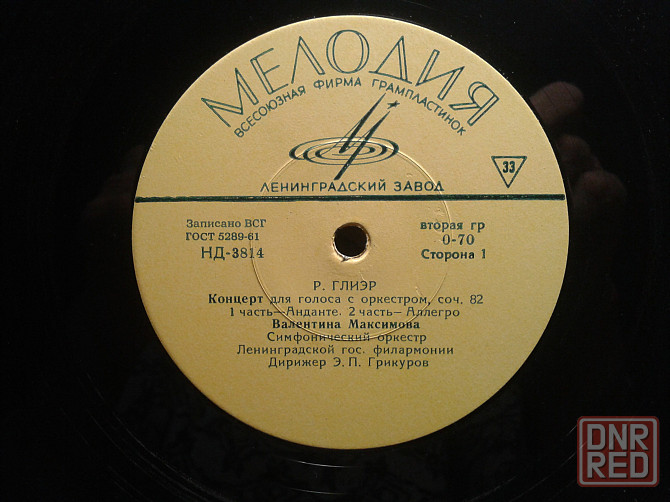 МЕЛОДИЯ
ВСЕСОЮЗНАЯ ФИРМА ГРАМПЛАСТИНОК
ЛЕНИНГРАДСКИЙ ЗАВОД
33
Записано ВСГ
ГОСТ 5289-61
НД-3814
вторая гр
0-70
Сторона 1
Р. ГЛИЭР
Концерт для голоса с оркестром, соч. 82
1 часть—Анданте. 2 часть—Аллегро
Валентина Максимова
Симфонический оркестр
Ленинградской гос. филармонии
Дирижер Э. П. Грикуров
DNR
RED